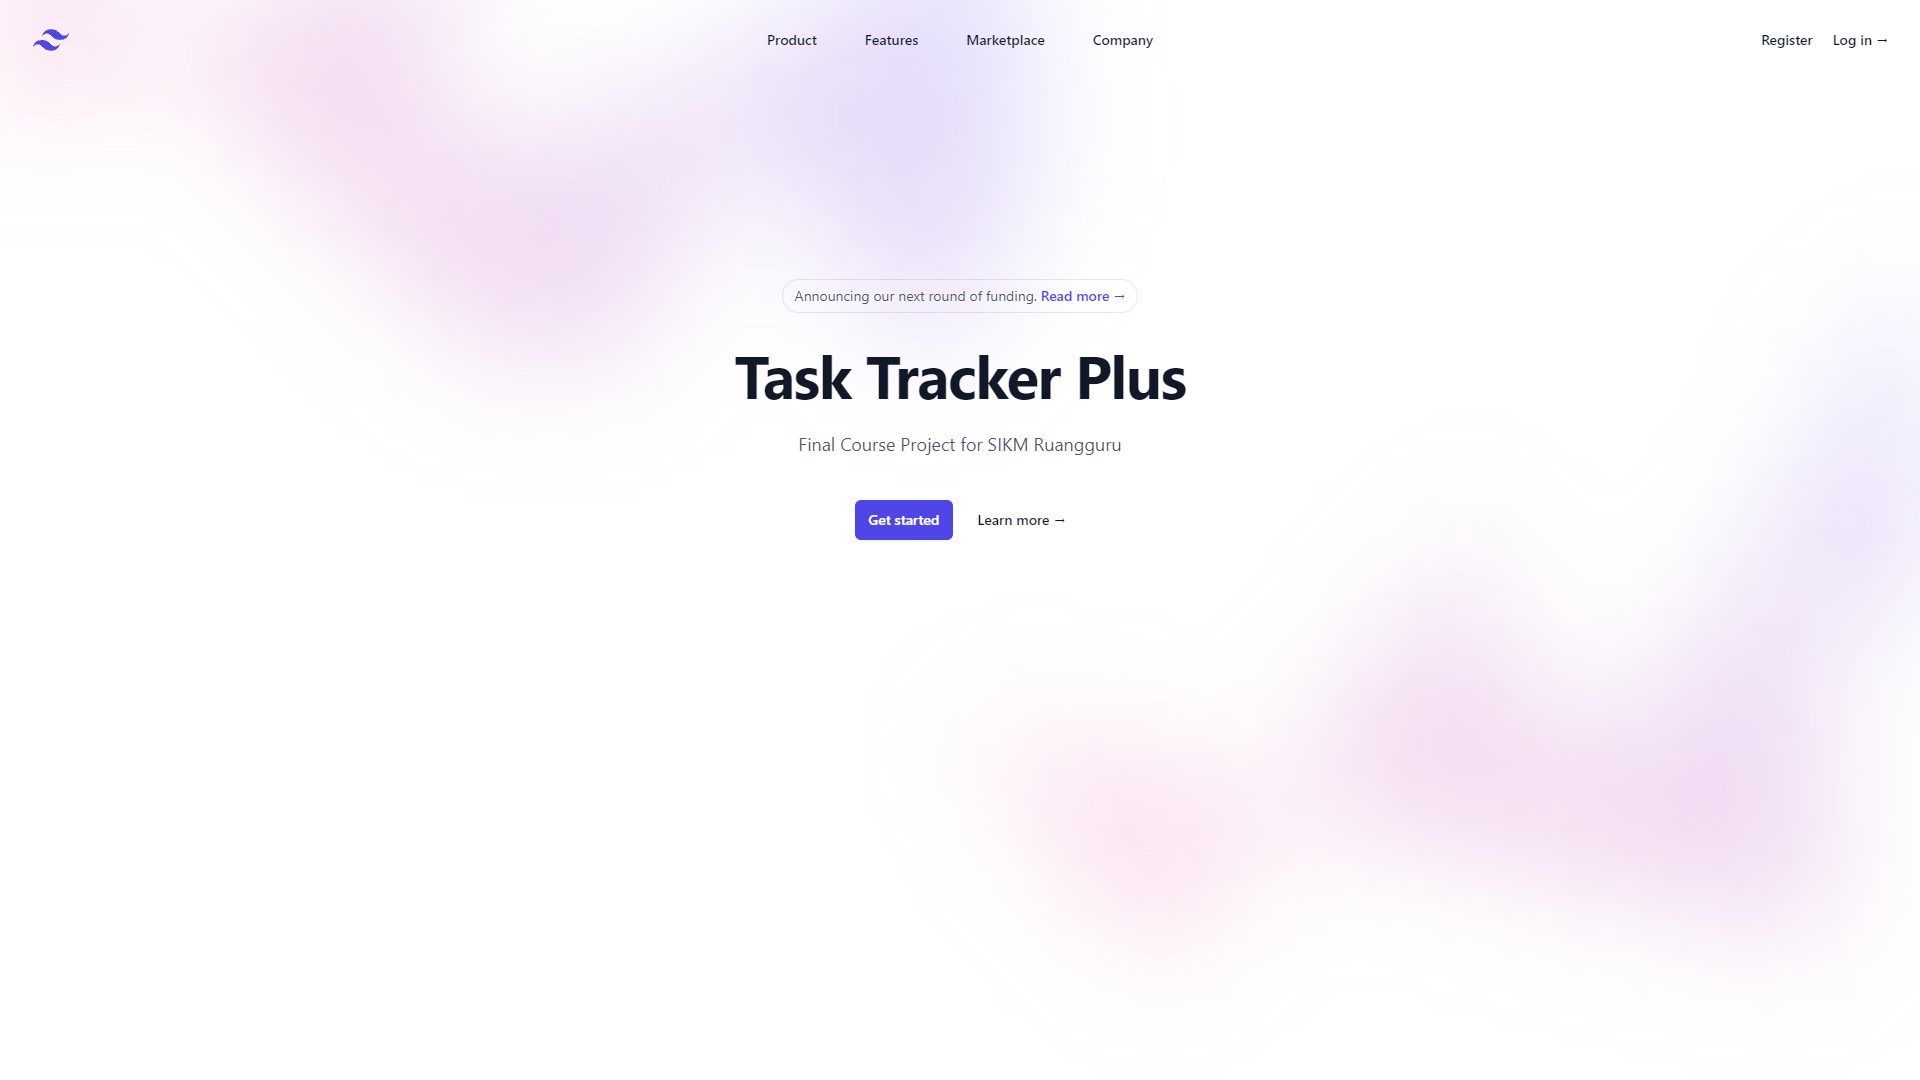 Product Features Marketplace Company Register Log in →
Announcing our next round of funding. Read more →
Task Tracker Plus
Final Course Project for SIKM Ruangguru
Get started Learn more →